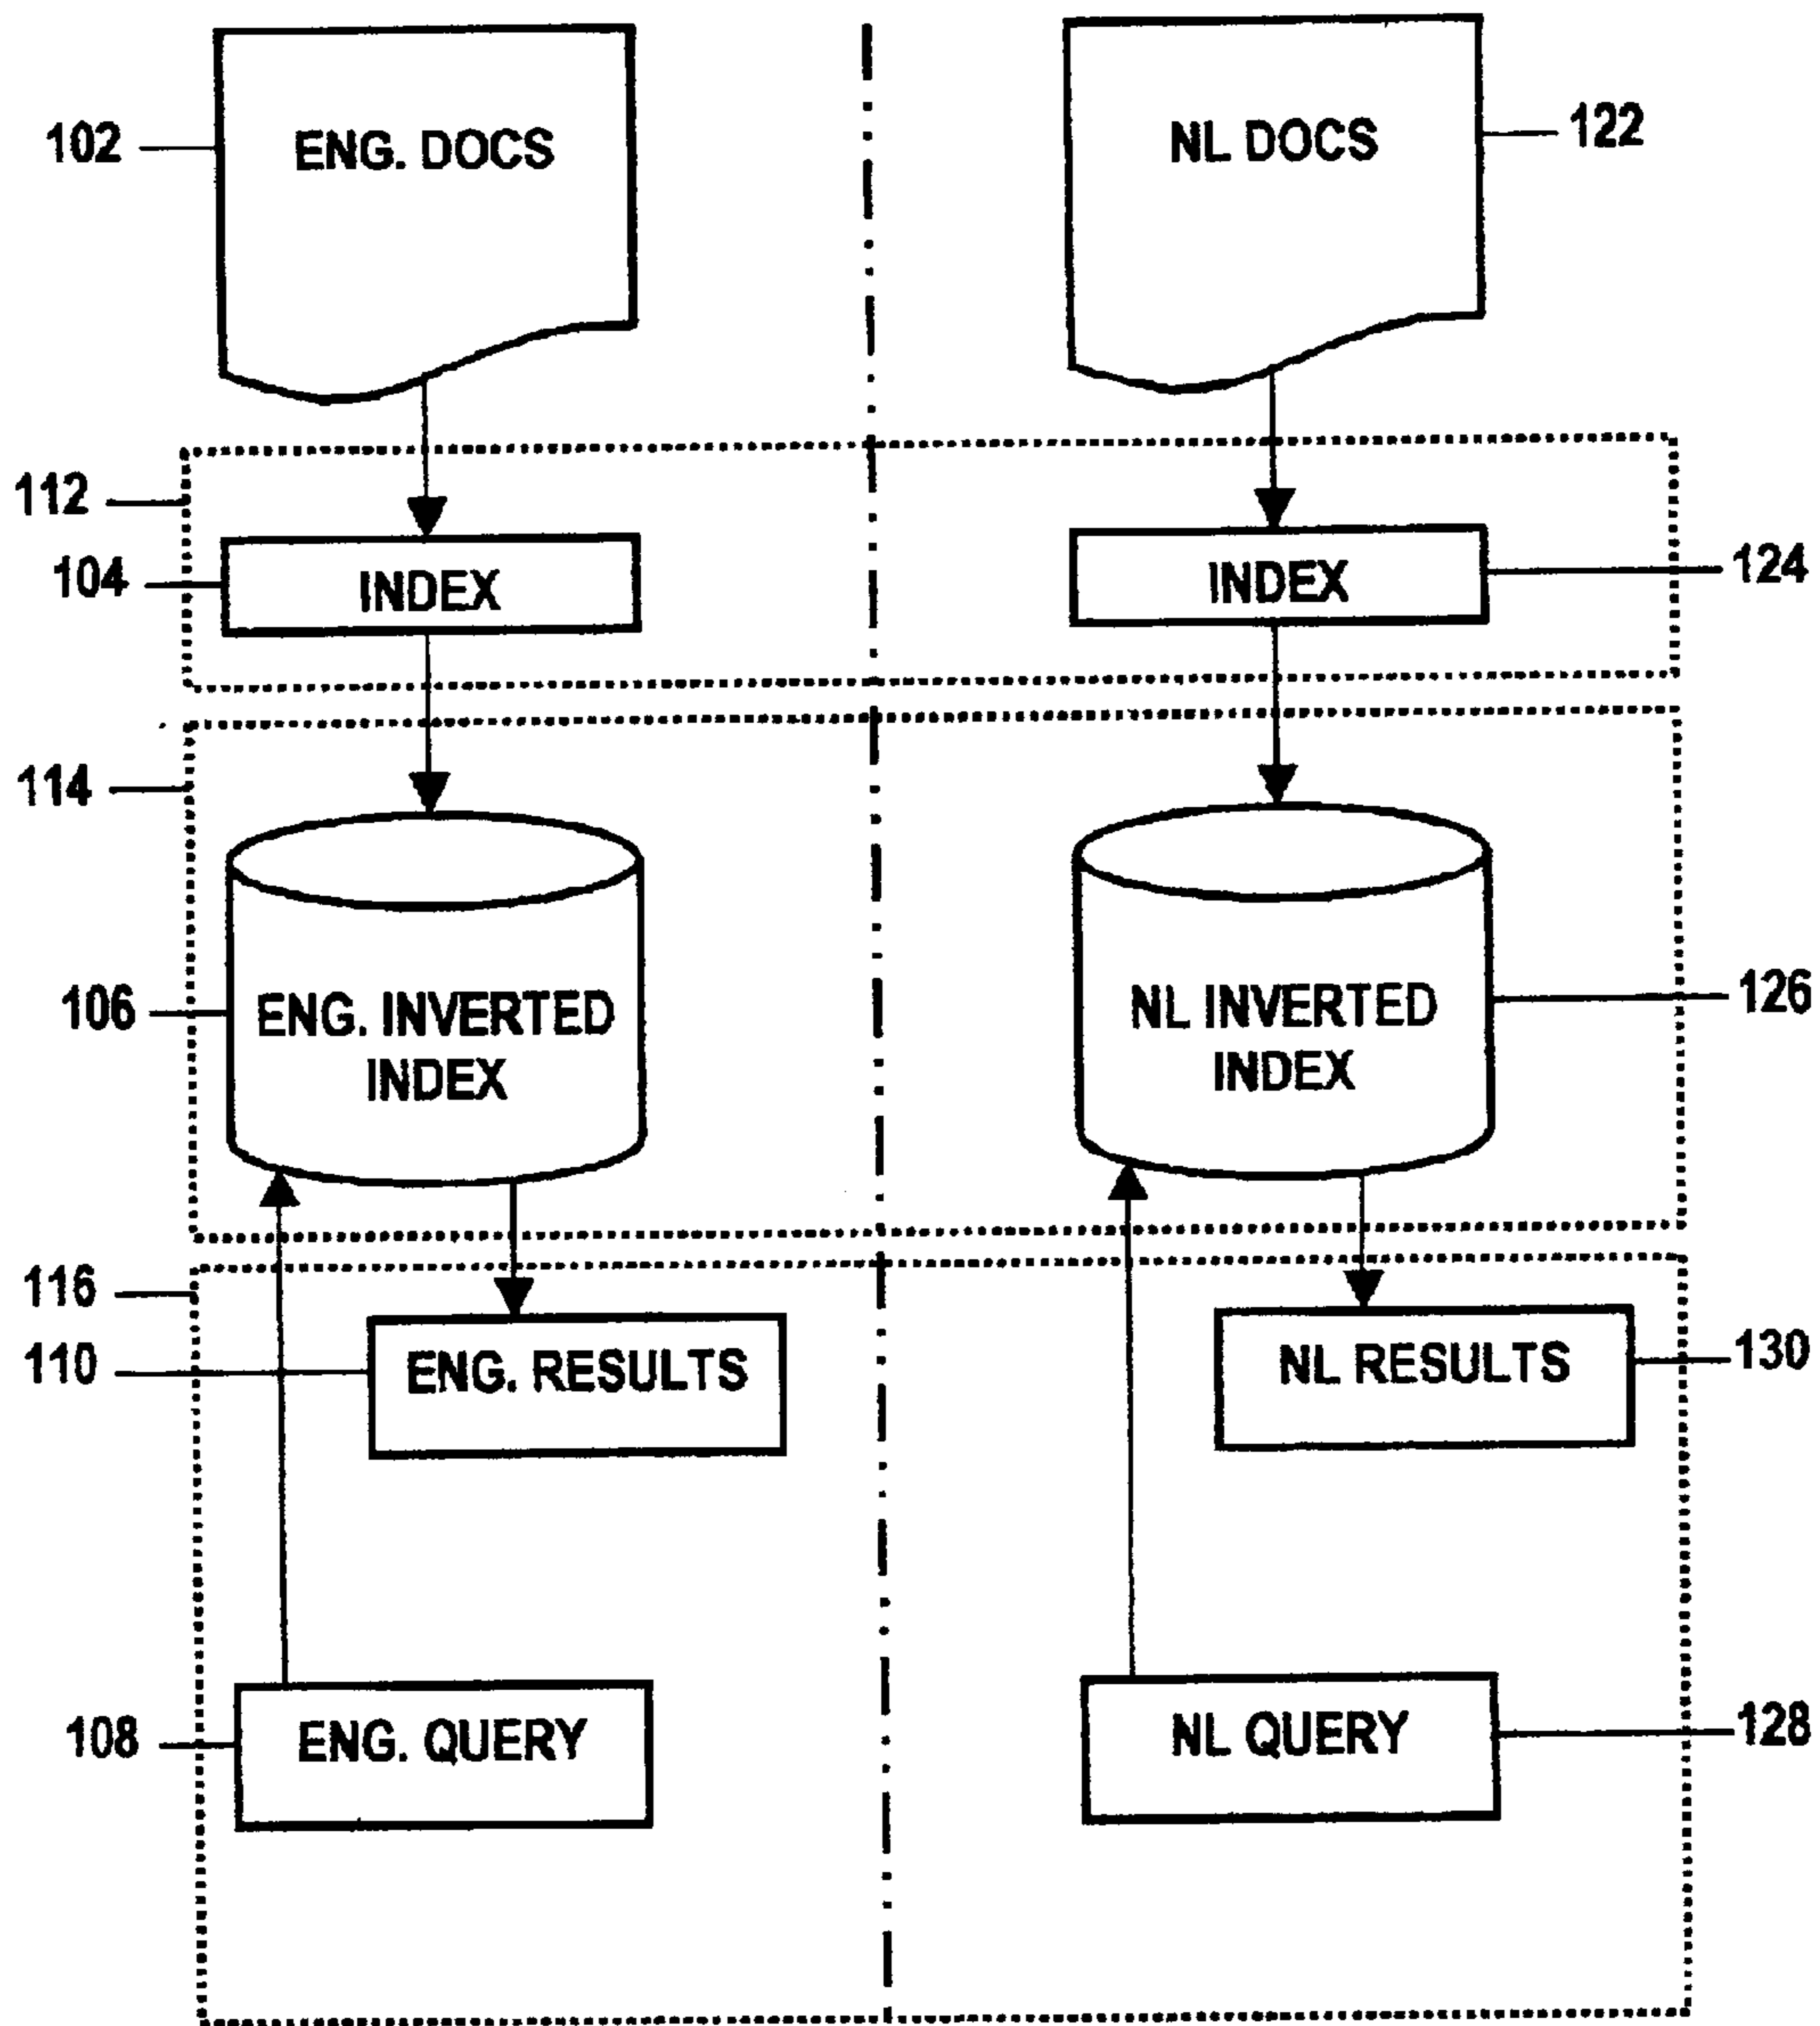 102
ENG. DOCS
NL DOCS
122
112
104
INDEX
INDEX
124
114
106
ENG. INVERTED
INDEX
NL INVERTED
INDEX
126
116
110
ENG. RESULTS
NL RESULTS
130
108
ENG. QUERY
NL QUERY
128